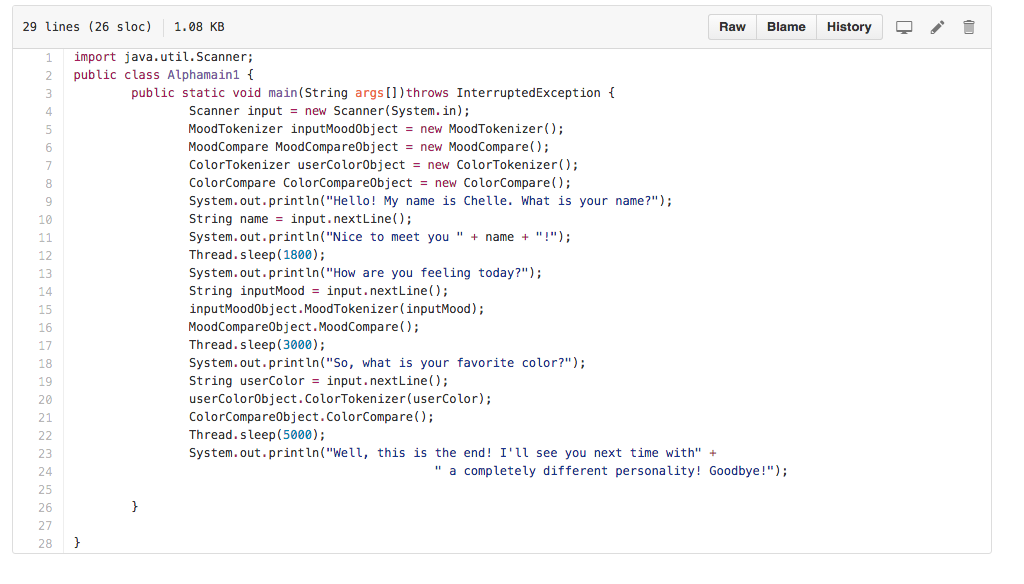 29 lines (26 sloc) 1.08 KB Raw Blame History
1 import java.util.Scanner;
2 public class Alphamain1 {
3 public static void main(String args[])throws InterruptedException {
4 Scanner input = new Scanner(System.in);
5 MoodTokenizer inputMoodObject = new MoodTokenizer();
6 MoodCompare MoodCompareObject = new MoodCompare();
7 ColorTokenizer userColorObject = new ColorTokenizer();
8 ColorCompare ColorCompareObject = new ColorCompare();
9 System.out.println("Hello! My name is Chelle. What is your name?");
10 String name = input.nextLine();
11 System.out.println("Nice to meet you " + name + "!");
12 Thread.sleep(1800);
13 System.out.println("How are you feeling today?");
14 String inputMood = input.nextLine();
15 inputMoodObject.MoodTokenizer(inputMood);
16 MoodCompareObject.MoodCompare();
17 Thread.sleep(3000);
18 System.out.println("So, what is your favorite color?");
19 String userColor = input.nextLine();
20 userColorObject.ColorTokenizer(userColor);
21 ColorCompareObject.ColorCompare();
22 Thread.sleep(5000);
23 System.out.println("Well, this is the end! I'll see you next time with" +
24 " a completely different personality! Goodbye!");
25
26 }
27
28 }